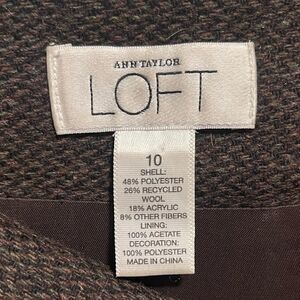 ANN TAYLOR
LOFT
10
SHELL:
48% POLYESTER
26% RECYCLED
WOOL
18% ACRYLIC
8% OTHER FIBERS
LINING:
100% ACETATE
DECORATION:
100% POLYESTER
MADE IN CHINA